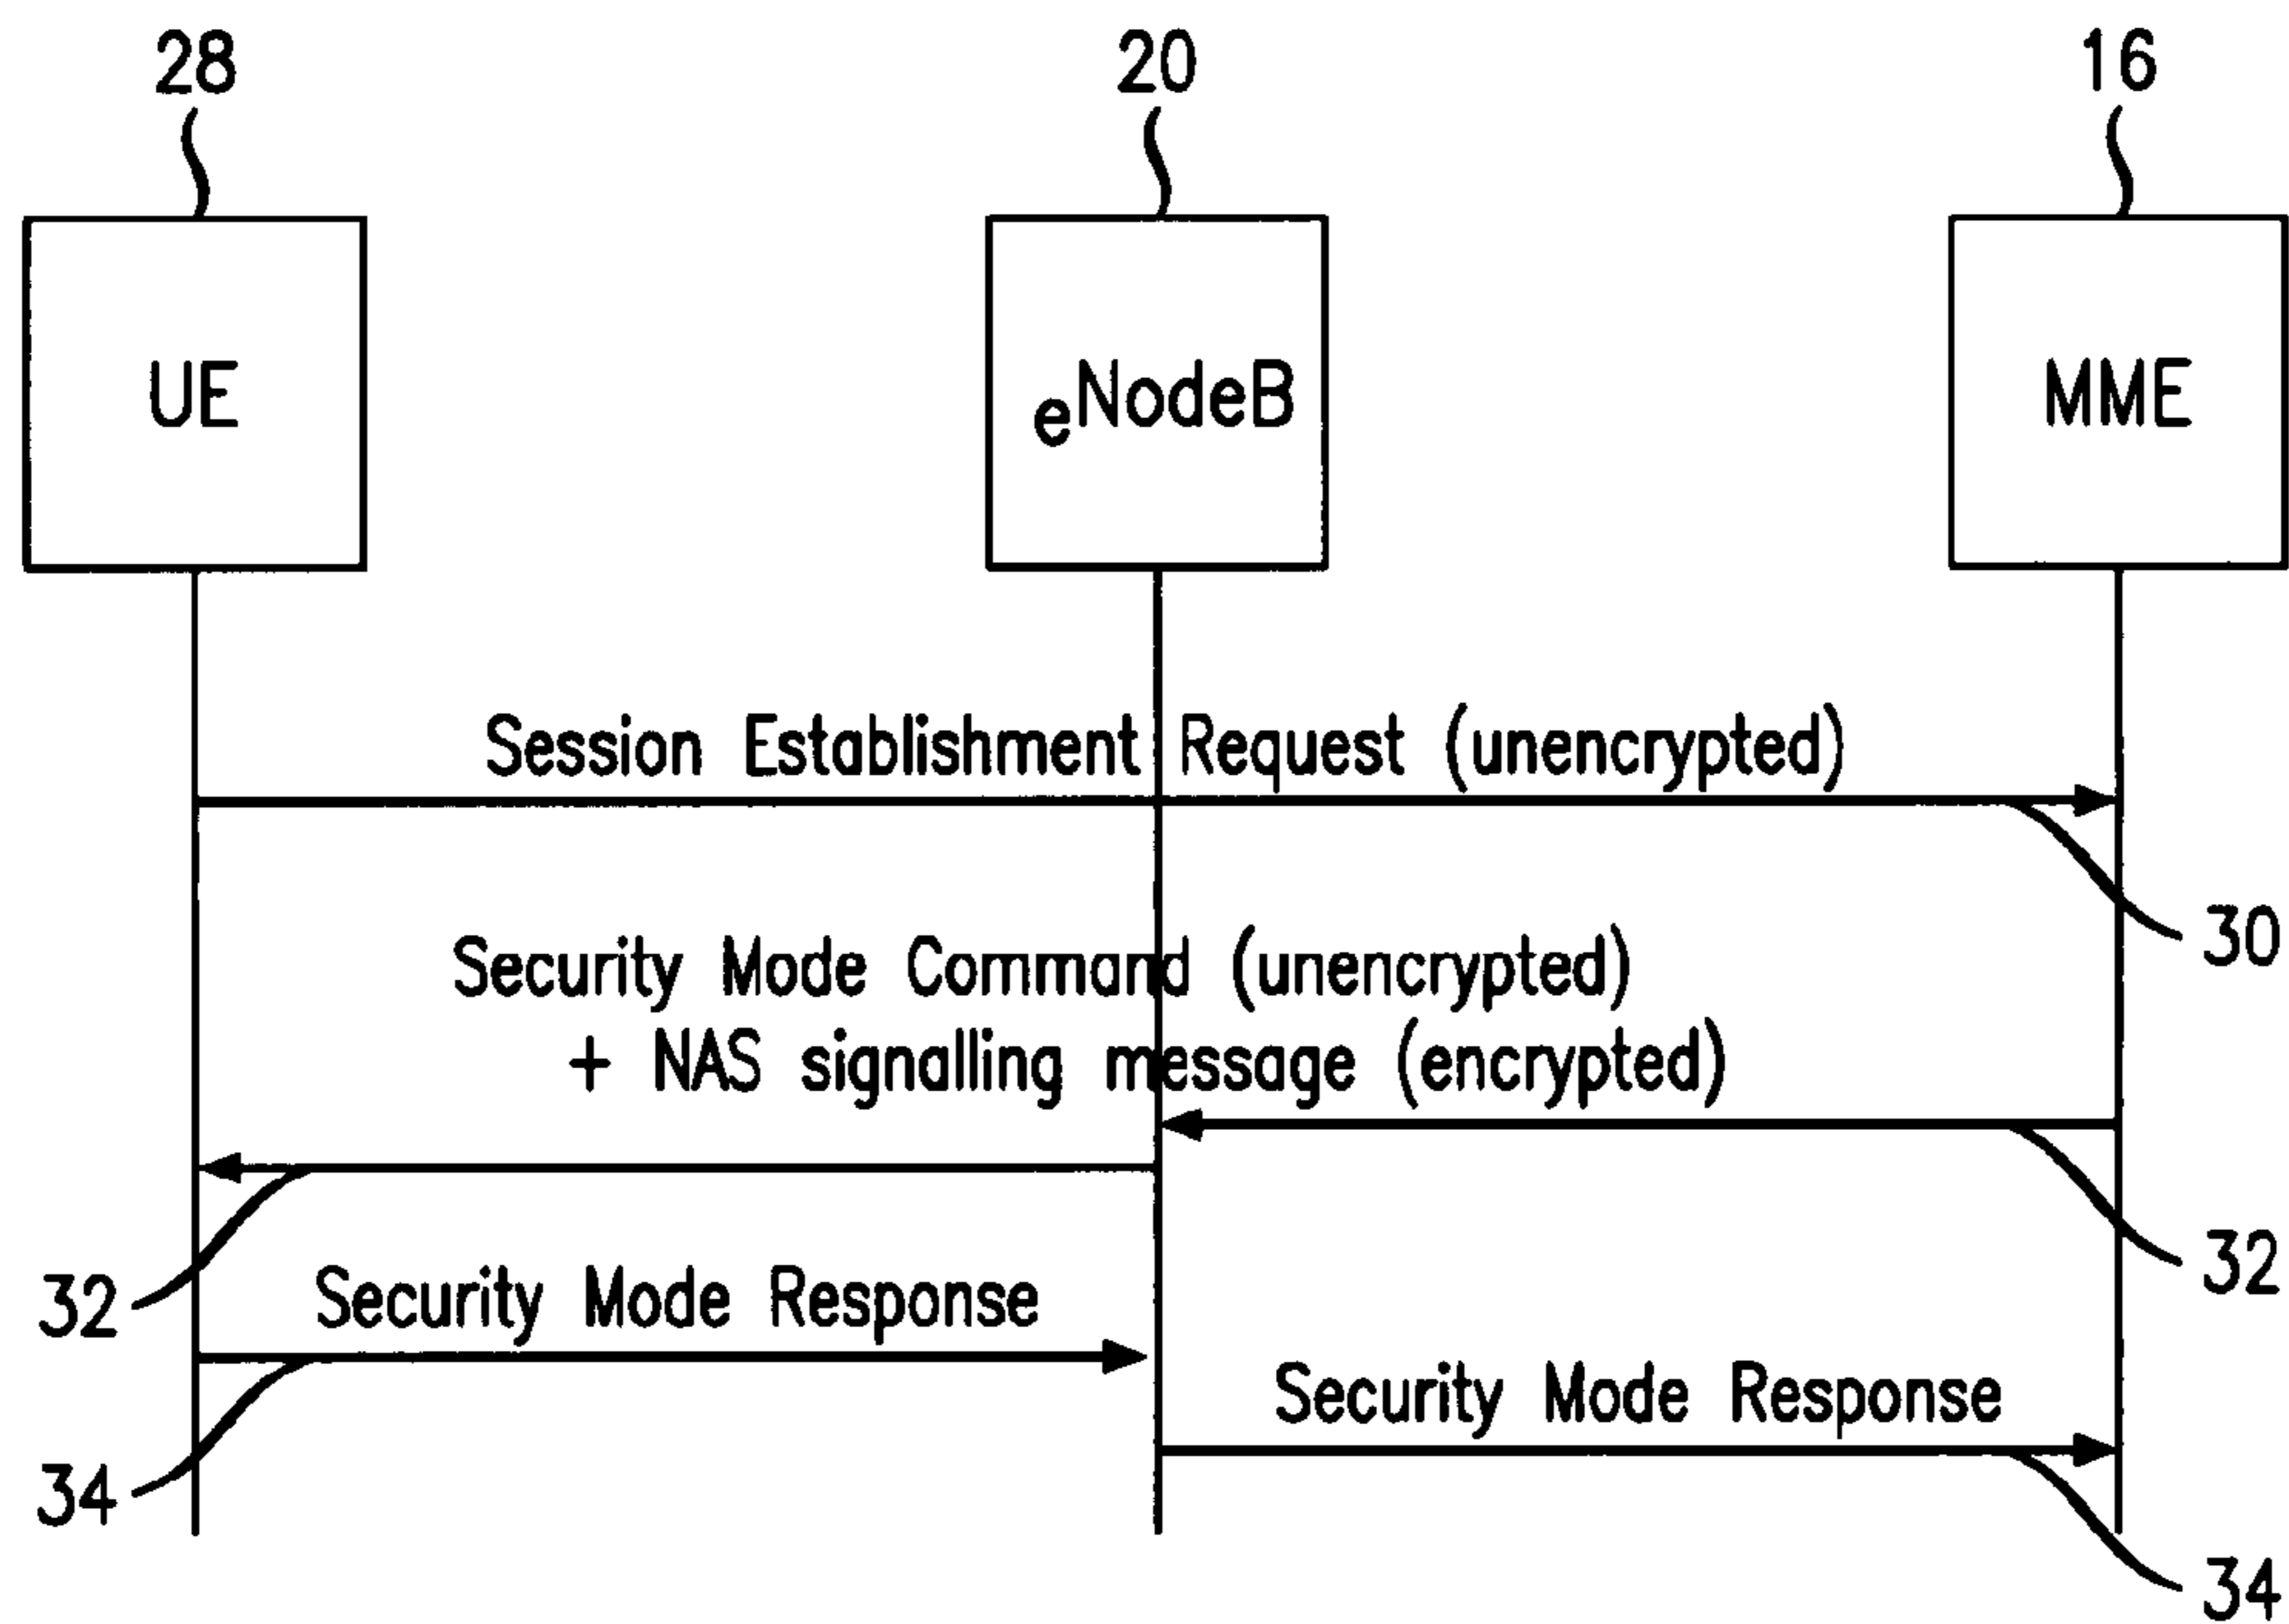 28
20
16
UE
eNodeB
MME
Session Establishment Request (unencrypted)
30
Security Mode Command (unencrypted)
+ NAS signalling message (encrypted)
32
32
Security Mode Response
Security Mode Response
34
34